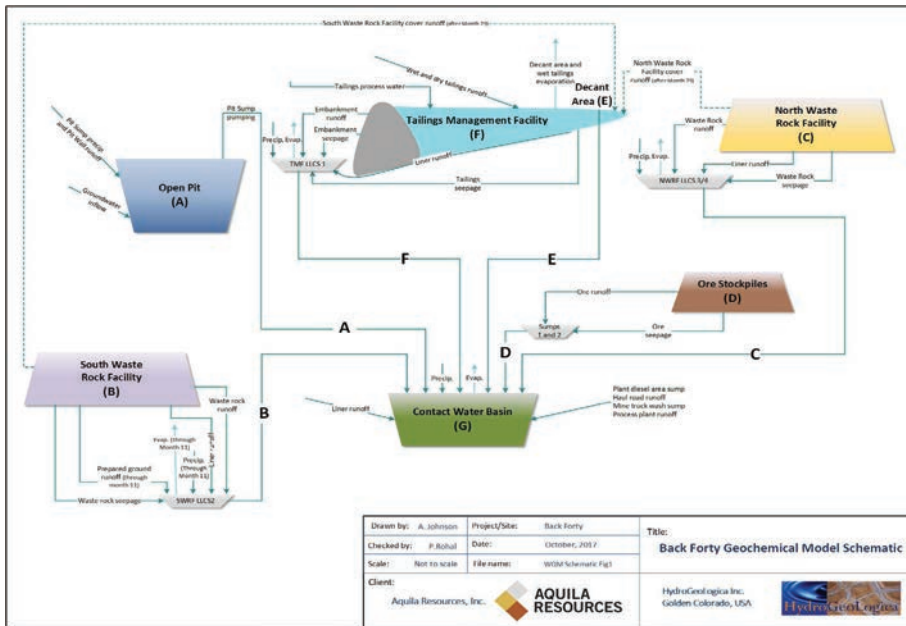 South Waste Rock Facility cover runoff (after Month 73)
Pit Sump precip
and Pit Wall runoff
Groundwater
inflow
Open Pit
(A)
Pit Sump
pumping
Tailings process water
Wet and dry tailings runoff
Decant area and
wet tailings
evaporation
Decant
Area (E)
Embankment
runoff
Embankment
seepage
Precip.
Evap.
TMF LLCS 1
Tailings Management Facility
(F)
Liner runoff
Tailings
seepage
North Waste Rock
Facility cover
North Waste
Rock Facility
(C)
Waste Rock
runoff
Precip.
Evap.
Liner runoff
Waste Rock
seepage
NWRF LLCS 3/4
F
E
A
D
C
B
Ore Stockpiles
(D)
Ore runoff
Sumps
1 and 2
Ore
seepage
South Waste
Rock Facility
(B)
Waste rock
runoff
Liner runoff
Evap. (through
Month 11)
Precip.
(through
Month 11)
Prepared ground
runoff (through
month 11)
Waste rock seepage
SWRF LLCS2
Precip.
Evap.
Liner runoff
Contact Water Basin
(G)
Plant diesel area sump
Haul road runoff
Mine truck wash sump
Process plant runoff
Drawn by: A. Johnson Project/Site: Back Forty
Checked by: P.Rohal Date: October, 2017
Scale: Not to scale File name: WGM Schematic Fig1
Title:
Back Forty Geochemical Model Schematic
Client:
Aquila Resources, Inc.
AQUILA
RESOURCES
HydroGeoLogica Inc.
Golden Colorado, USA
HydroGeoLogica